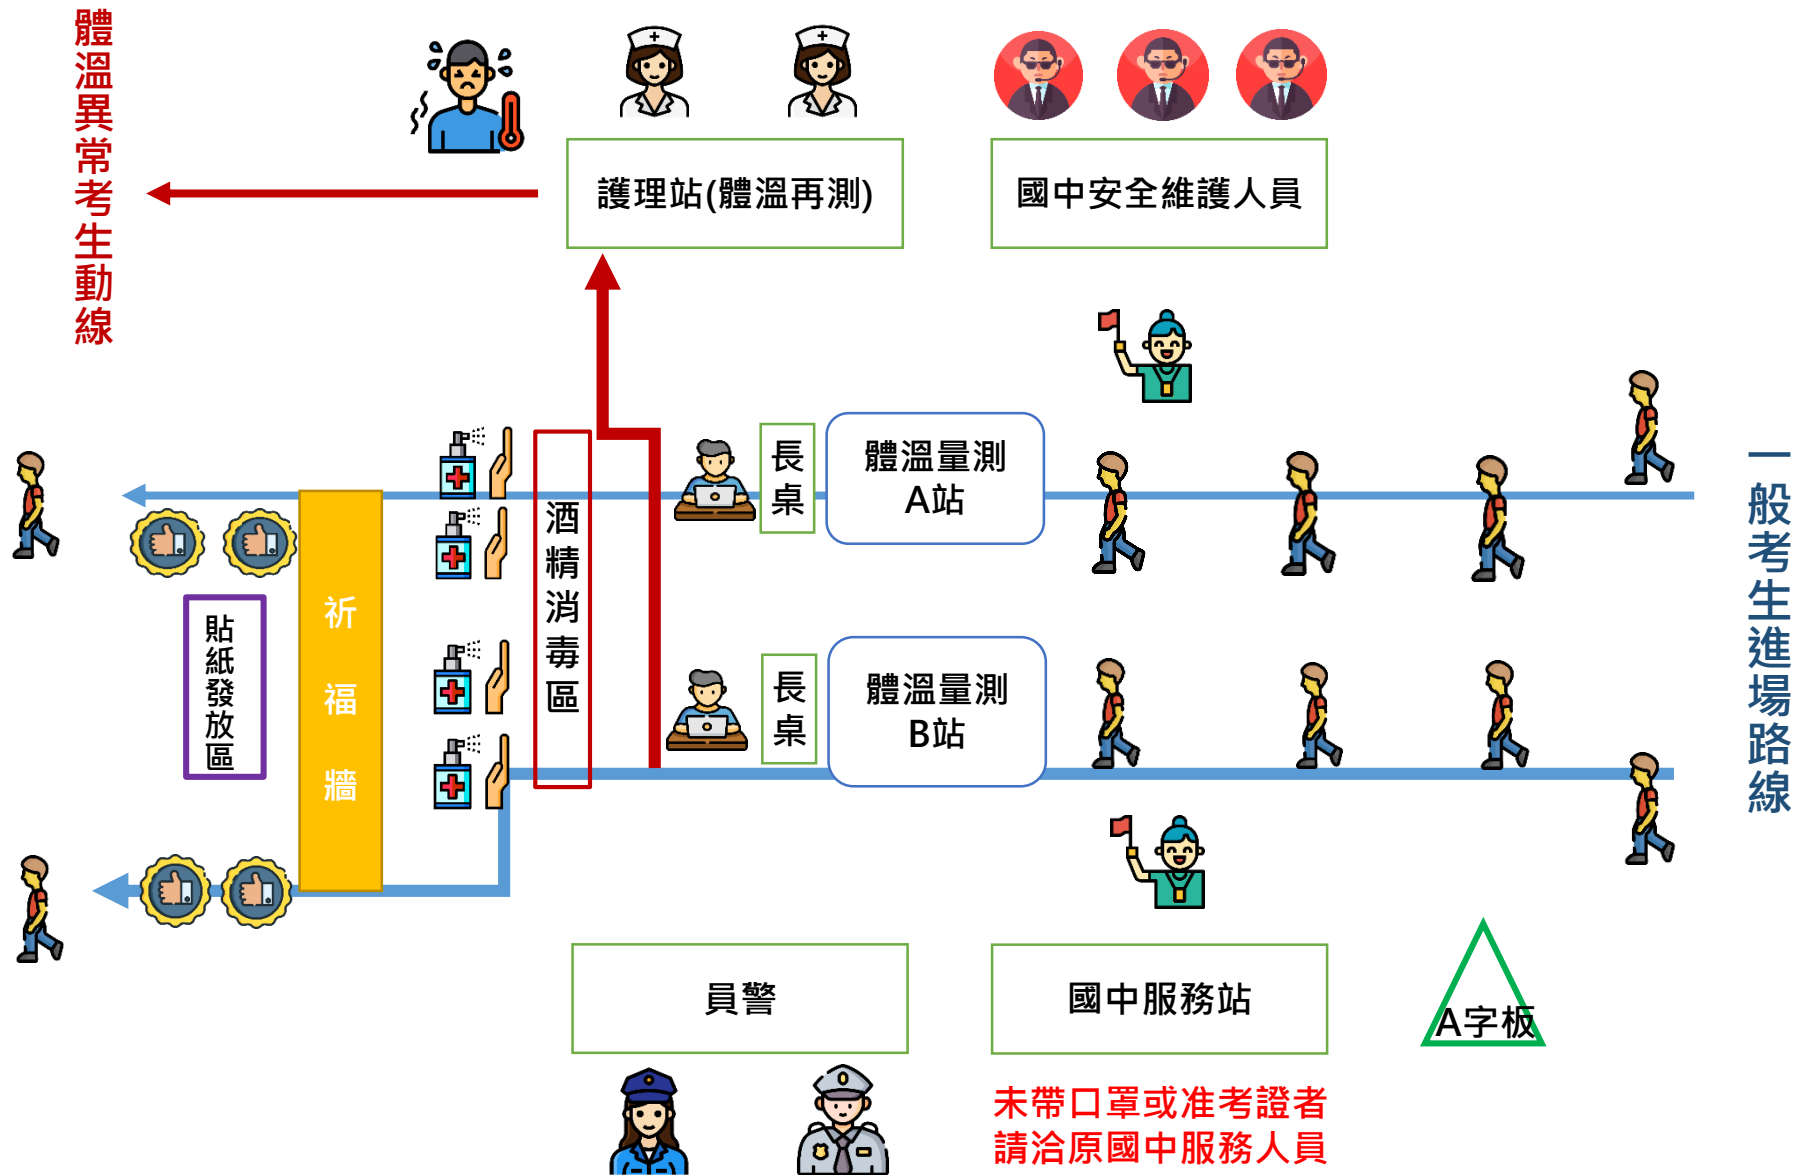 體溫異常考生動線
護理站(體溫再測)
國中安全維護人員
一般考生進場路線
體溫量測
A站
長桌
酒精消毒區
祈福牆
貼紙發放區
體溫量測
B站
長桌
員警
國中服務站
A字板
未帶口罩或准考證者
請洽原國中服務人員